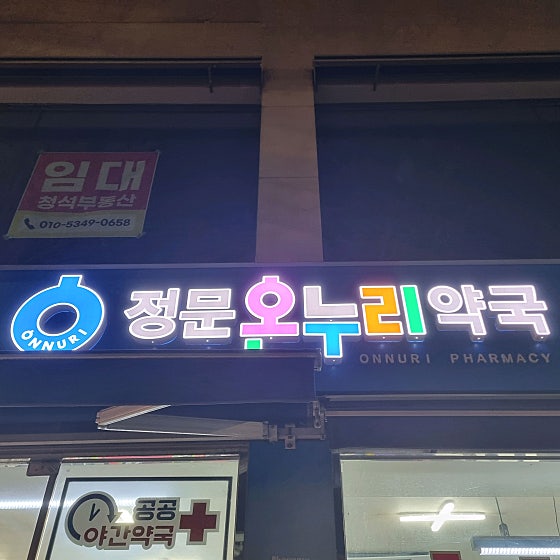 임대
청석부동산
010-5349-0658
ONNURI
정문온누리약국
ONNURI PHARMACY
공공
야간약국